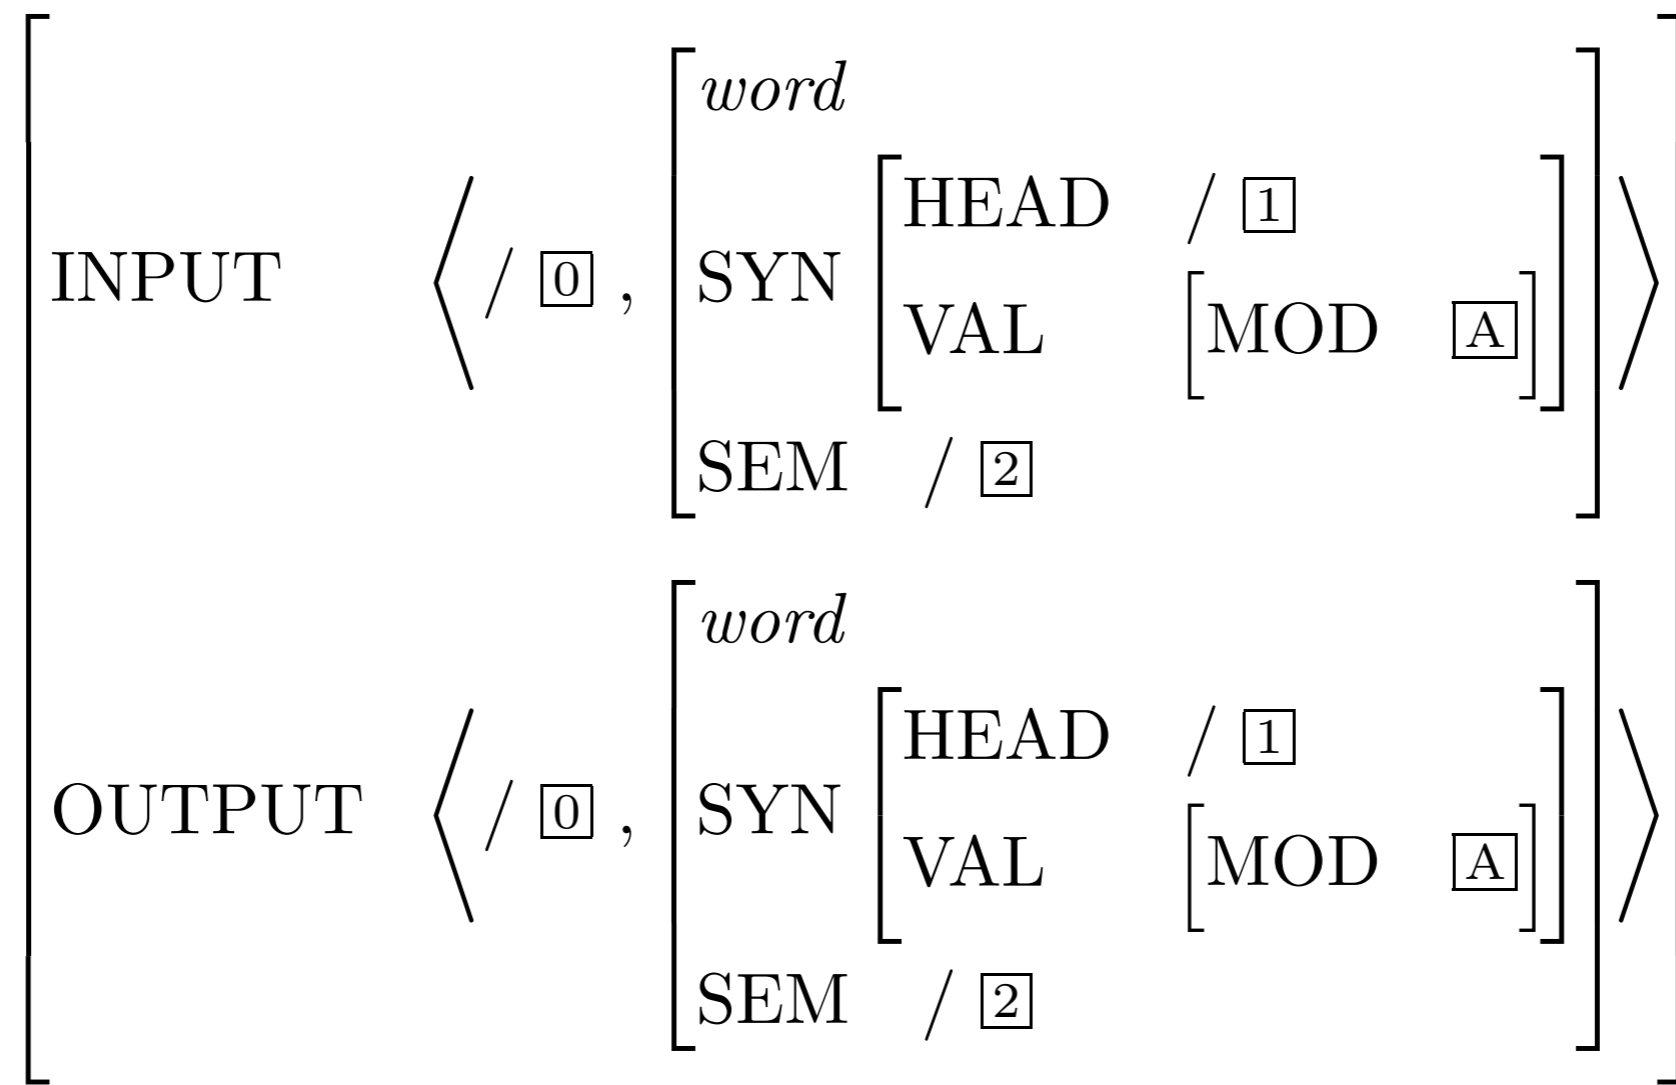 word
HEAD / 1
INPUT ⟨ / 0 , SYN
VAL [MOD A]
SEM / 2
word
HEAD / 1
OUTPUT ⟨ / 0 , SYN
VAL [MOD A]
SEM / 2